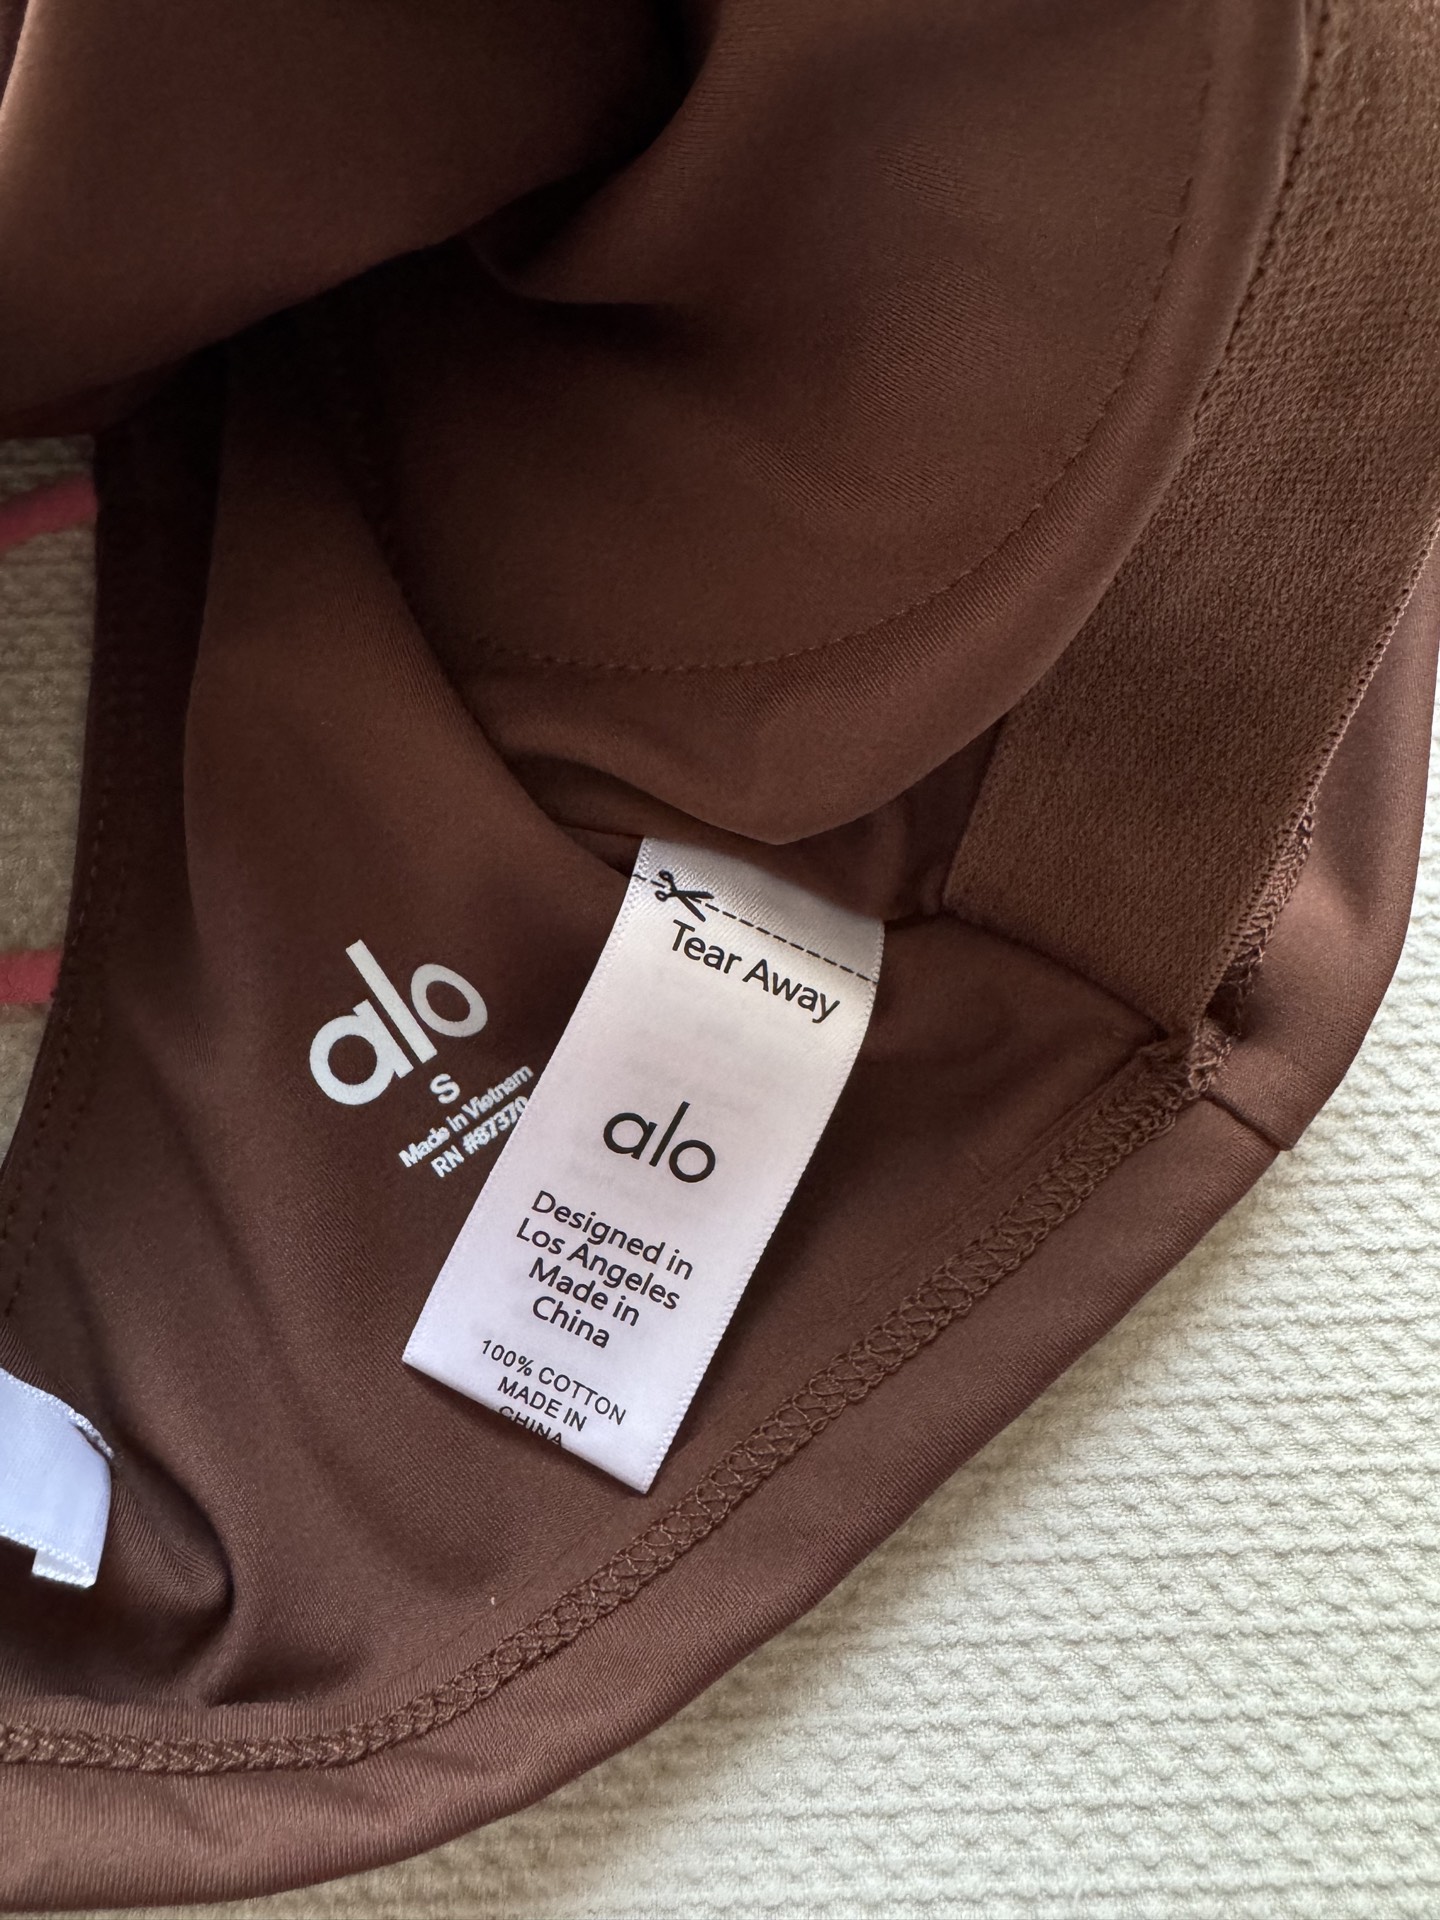 alo
S
Made in Vietnam
RN #87370
Tear Away
alo
Designed in
Los Angeles
Made in
China
100% COTTON
MADE IN
CHINA